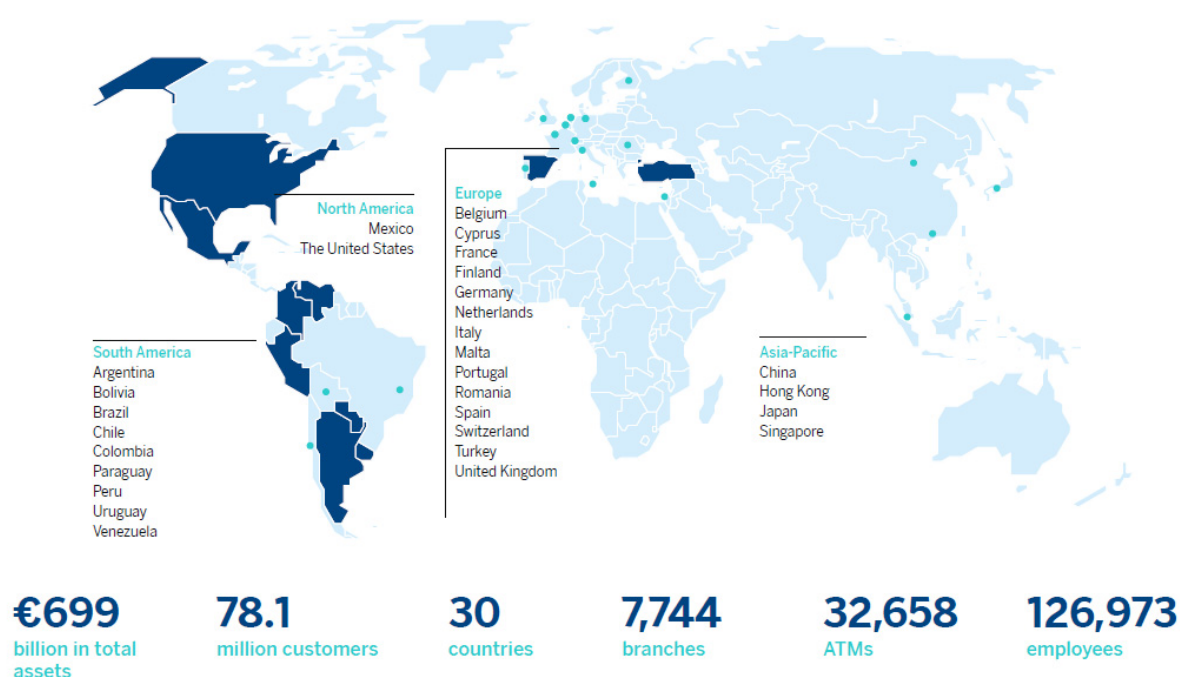 North America
Mexico
The United States
South America
Argentina
Bolivia
Brazil
Chile
Colombia
Paraguay
Peru
Uruguay
Venezuela
Europe
Belgium
Cyprus
France
Finland
Germany
Netherlands
Italy
Malta
Portugal
Romania
Spain
Switzerland
Turkey
United Kingdom
Asia-Pacific
China
Hong Kong
Japan
Singapore
€699
billion in total
assets
78.1
million customers
30
countries
7,744
branches
32,658
ATMs
126,973
employees